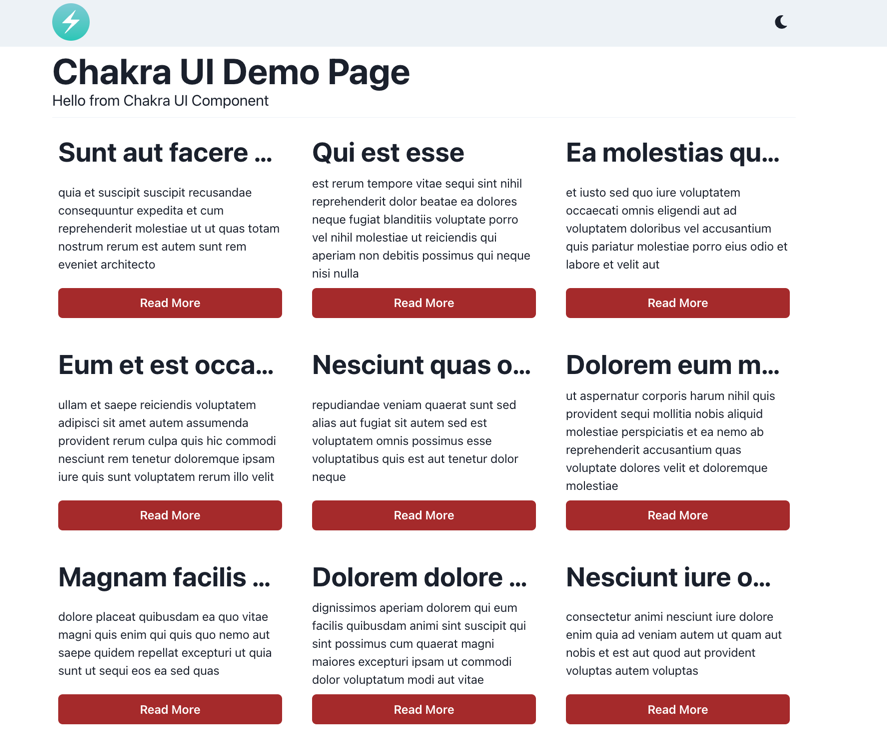 Chakra UI Demo Page
Hello from Chakra UI Component
Sunt aut facere ...
quia et suscipit suscipit recusandae
consequuntur expedita et cum
reprehenderit molestiae ut ut quas totam
nostrum rerum est autem sunt rem
eveniet architecto
Read More
Qui est esse
est rerum tempore vitae sequi sint nihil
reprehenderit dolor beatae ea dolores
neque fugiat blanditiis voluptate porro
vel nihil molestiae ut reiciendis qui
aperiam non debitis possimus qui neque
nisi nulla
Read More
Ea molestias qu...
et iusto sed quo iure voluptatem
occaecati omnis eligendi aut ad
voluptatem doloribus vel accusantium
quis pariatur molestiae porro eius odio et
labore et velit aut
Read More
Eum et est occa...
ullam et saepe reiciendis voluptatem
adipisci sit amet autem assumenda
provident rerum culpa quis hic commodi
nesciunt rem tenetur doloremque ipsam
iure quis sunt voluptatem rerum illo velit
Read More
Nesciunt quas o...
repudiandae veniam quaerat sunt sed
alias aut fugiat sit autem sed est
voluptatem omnis possimus esse
voluptatibus quis est aut tenetur dolor
neque
Read More
Dolorem eum m...
ut aspernatur corporis harum nihil quis
provident sequi mollitia nobis aliquid
molestiae perspiciatis et ea nemo ab
reprehenderit accusantium quas
voluptate dolores velit et doloremque
molestiae
Read More
Magnam facilis ...
dolore placeat quibusdam ea quo vitae
magni quis enim qui quis quo nemo aut
saepe quidem repellat excepturi ut quia
sunt ut sequi eos ea sed quas
Read More
Dolorem dolore ...
dignissimos aperiam dolorem qui eum
facilis quibusdam animi sint suscipit qui
sint possimus cum quaerat magni
maiores excepturi ipsam ut commodi
dolor voluptatum modi aut vitae
Read More
Nesciunt iure o...
consectetur animi nesciunt iure dolore
enim quia ad veniam autem ut quam aut
nobis et est aut quod aut provident
voluptas autem voluptas
Read More